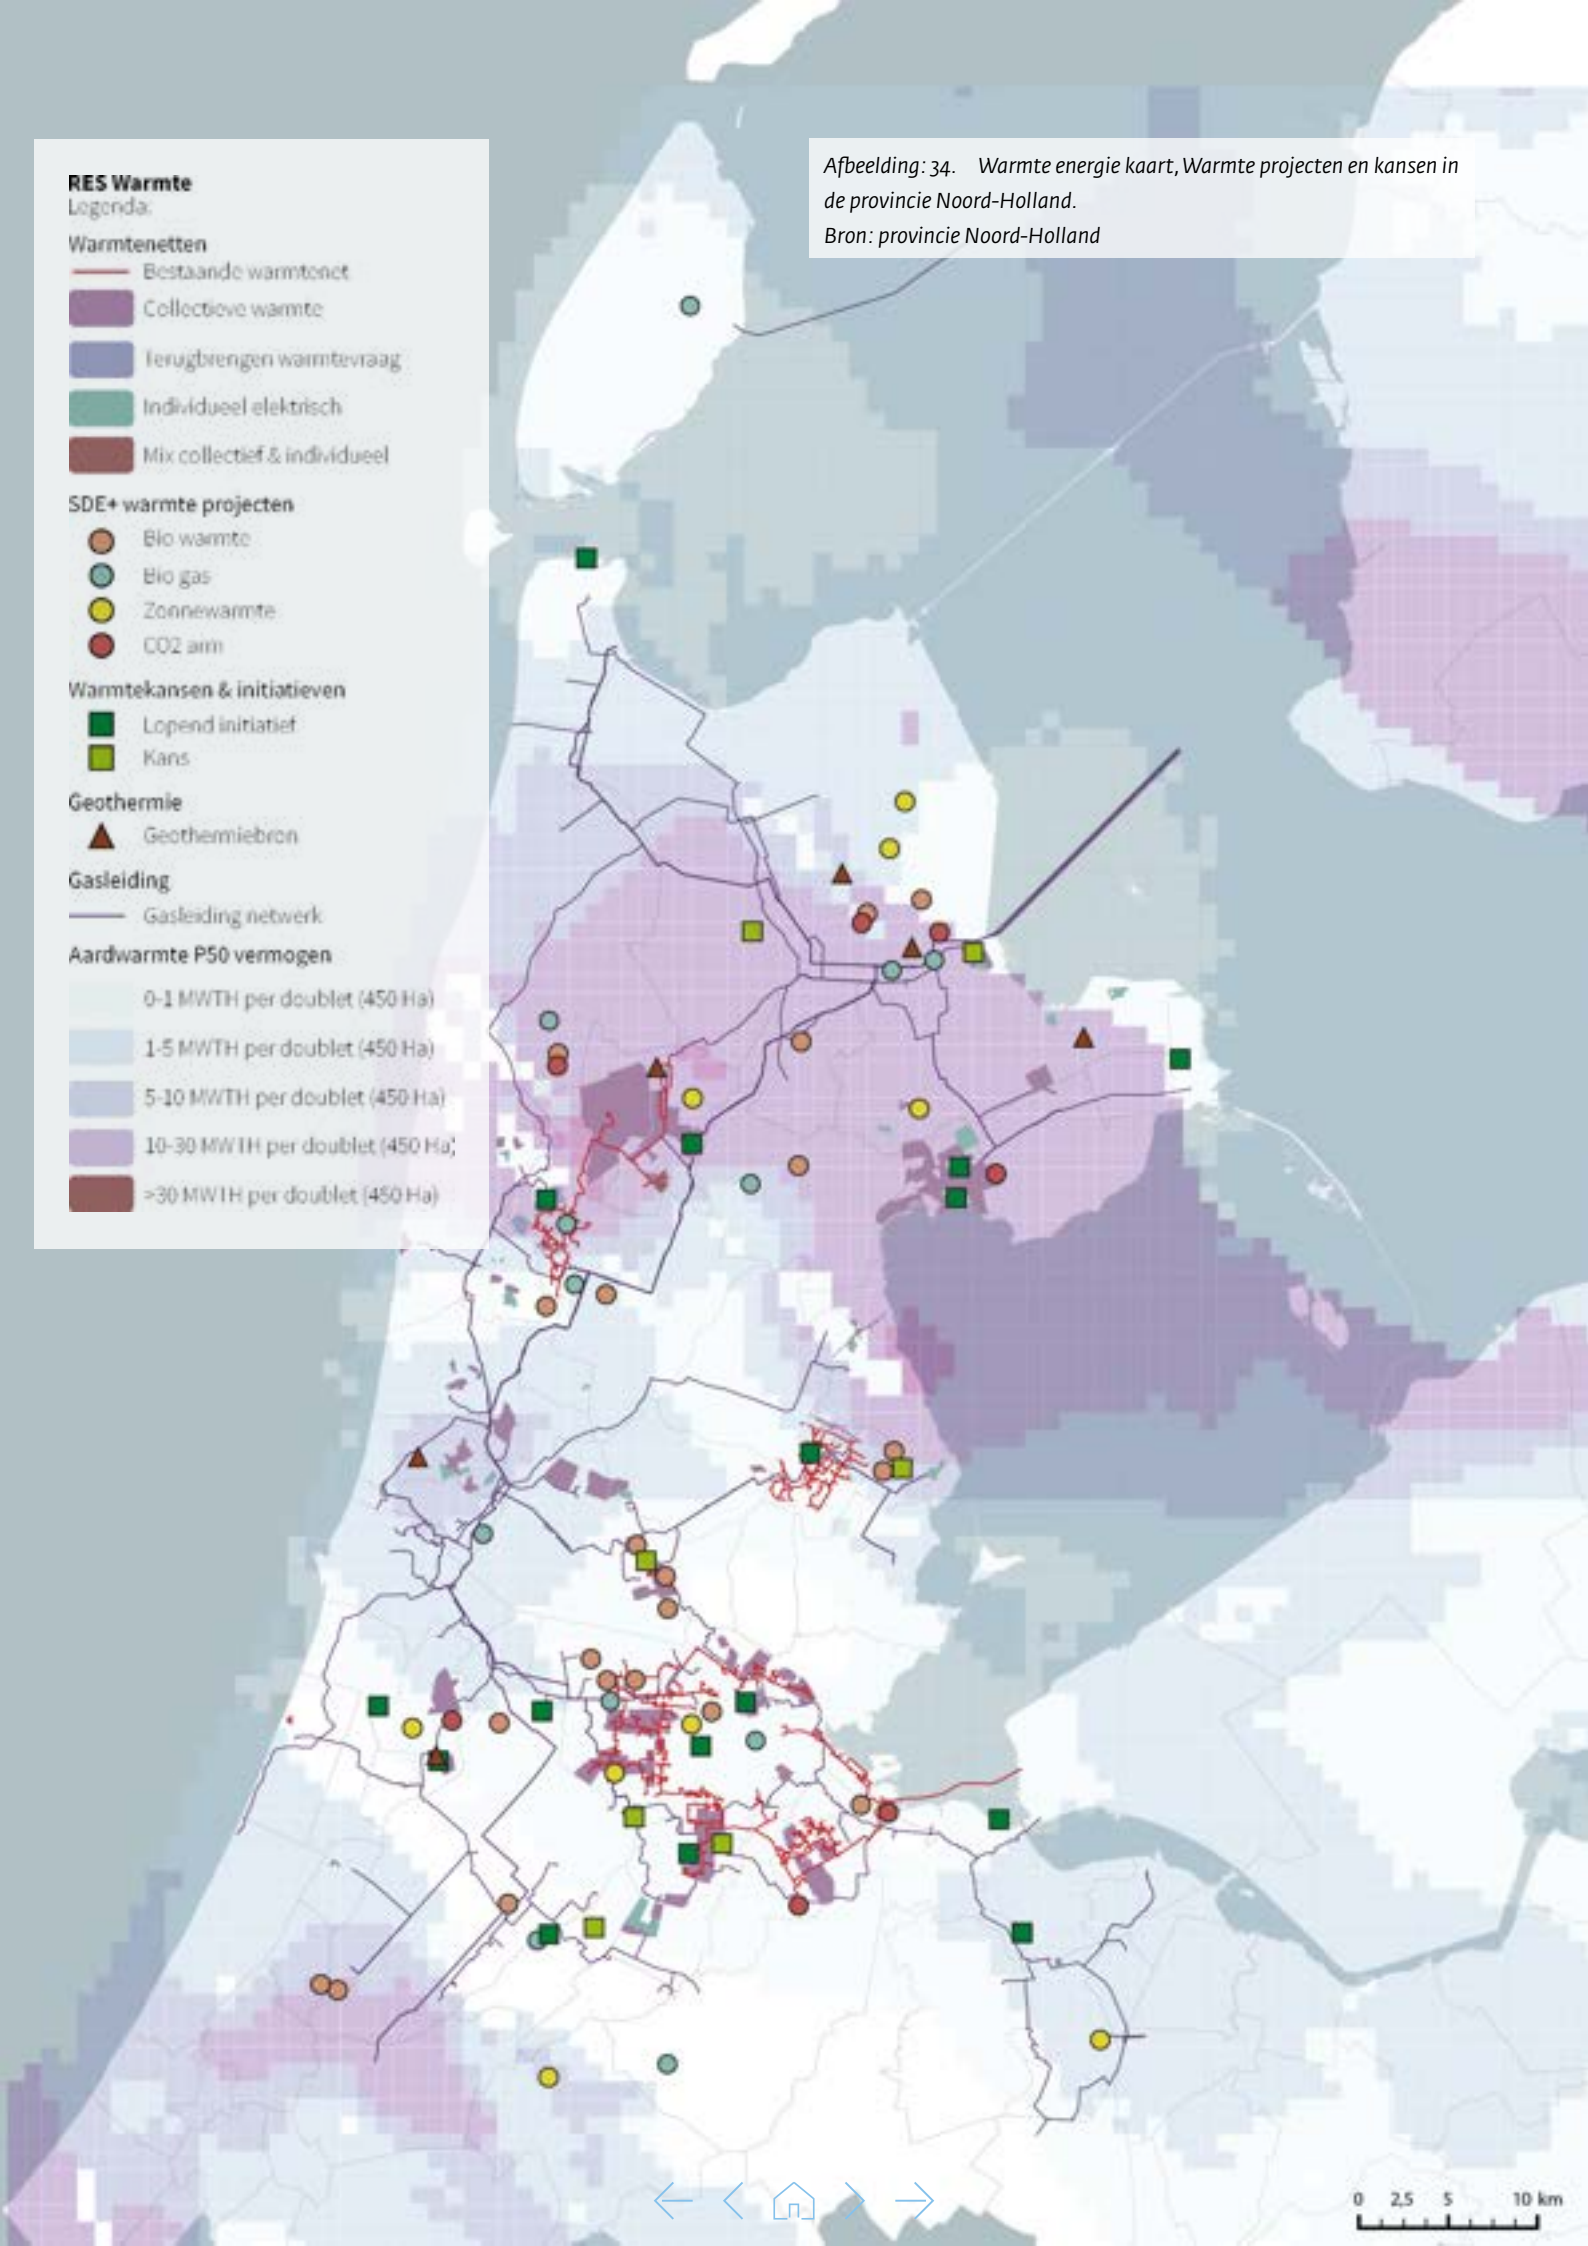 Afbeelding: 34. Warmte energie kaart, Warmte projecten en kansen in
de provincie Noord-Holland.
Bron: provincie Noord-Holland
RES Warmte
Legenda:
Warmtenetten
Bestaande warmtenet
Collectieve warmte
Terugbrengen warmtevraag
Individueel elektrisch
Mix collectief & individueel
SDE+ warmte projecten
Bio warmte
Bio gas
Zonnewarmte
CO2 arm
Warmtekansen & initiatieven
Lopend initiatief
Kans
Geothermie
Geothermiebron
Gasleiding
Gasleiding netwerk
Aardwarmte P50 vermogen
0-1 MWTH per doublet (450 Ha)
1-5 MWTH per doublet (450 Ha)
5-10 MWTH per doublet (450 Ha)
10-30 MWTH per doublet (450 Ha)
>30 MWTH per doublet (450 Ha)
0 2,5 5 10 km